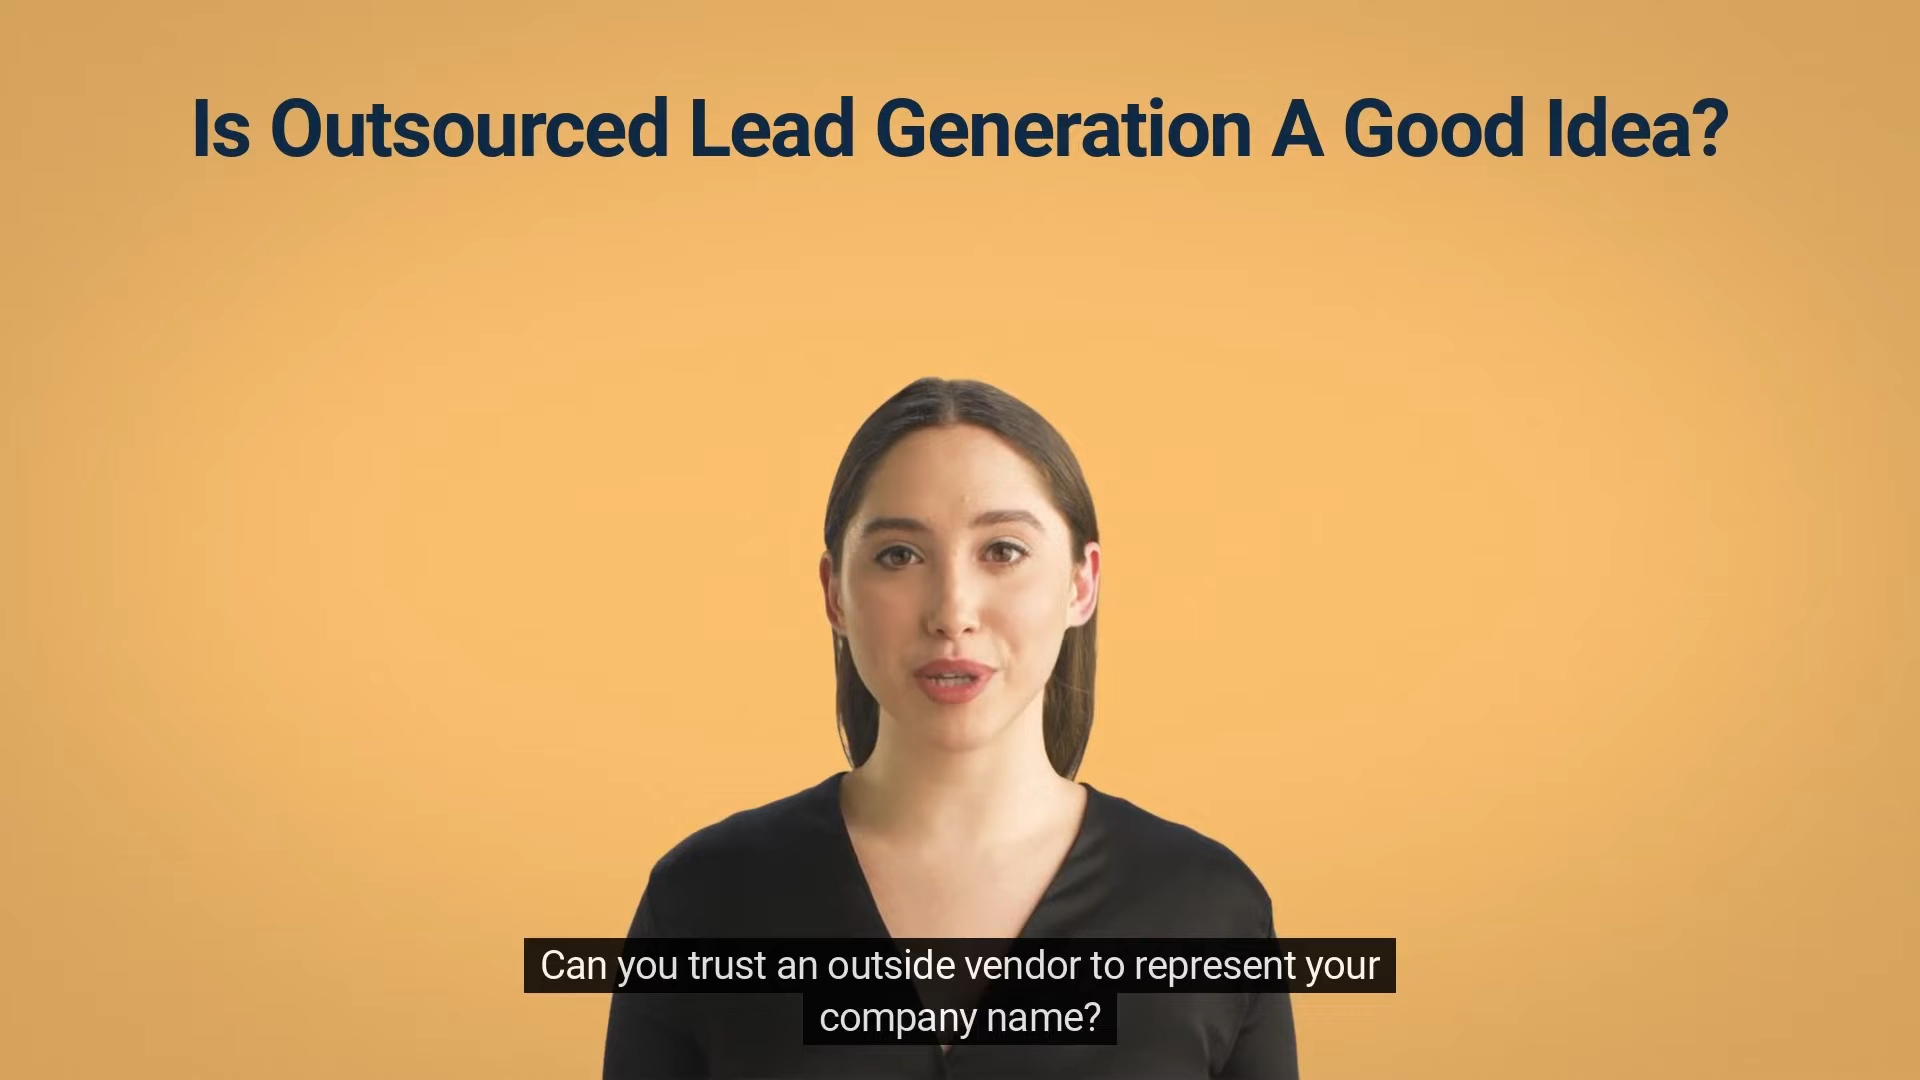 Is Outsourced Lead Generation A Good Idea?
Can you trust an outside vendor to represent your
company name?